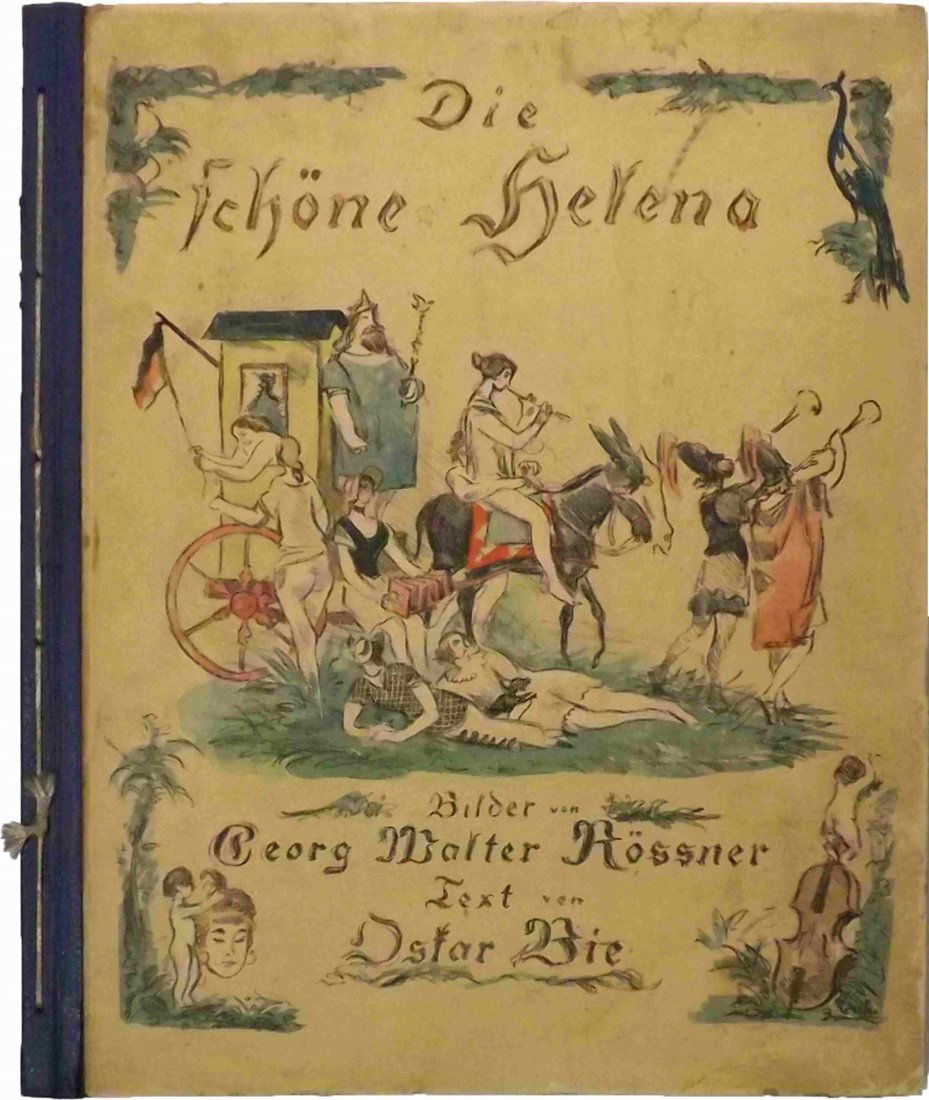 Die
schöne Helena
Bilder von
Georg Walter Rössner
Text von
Oskar Bie